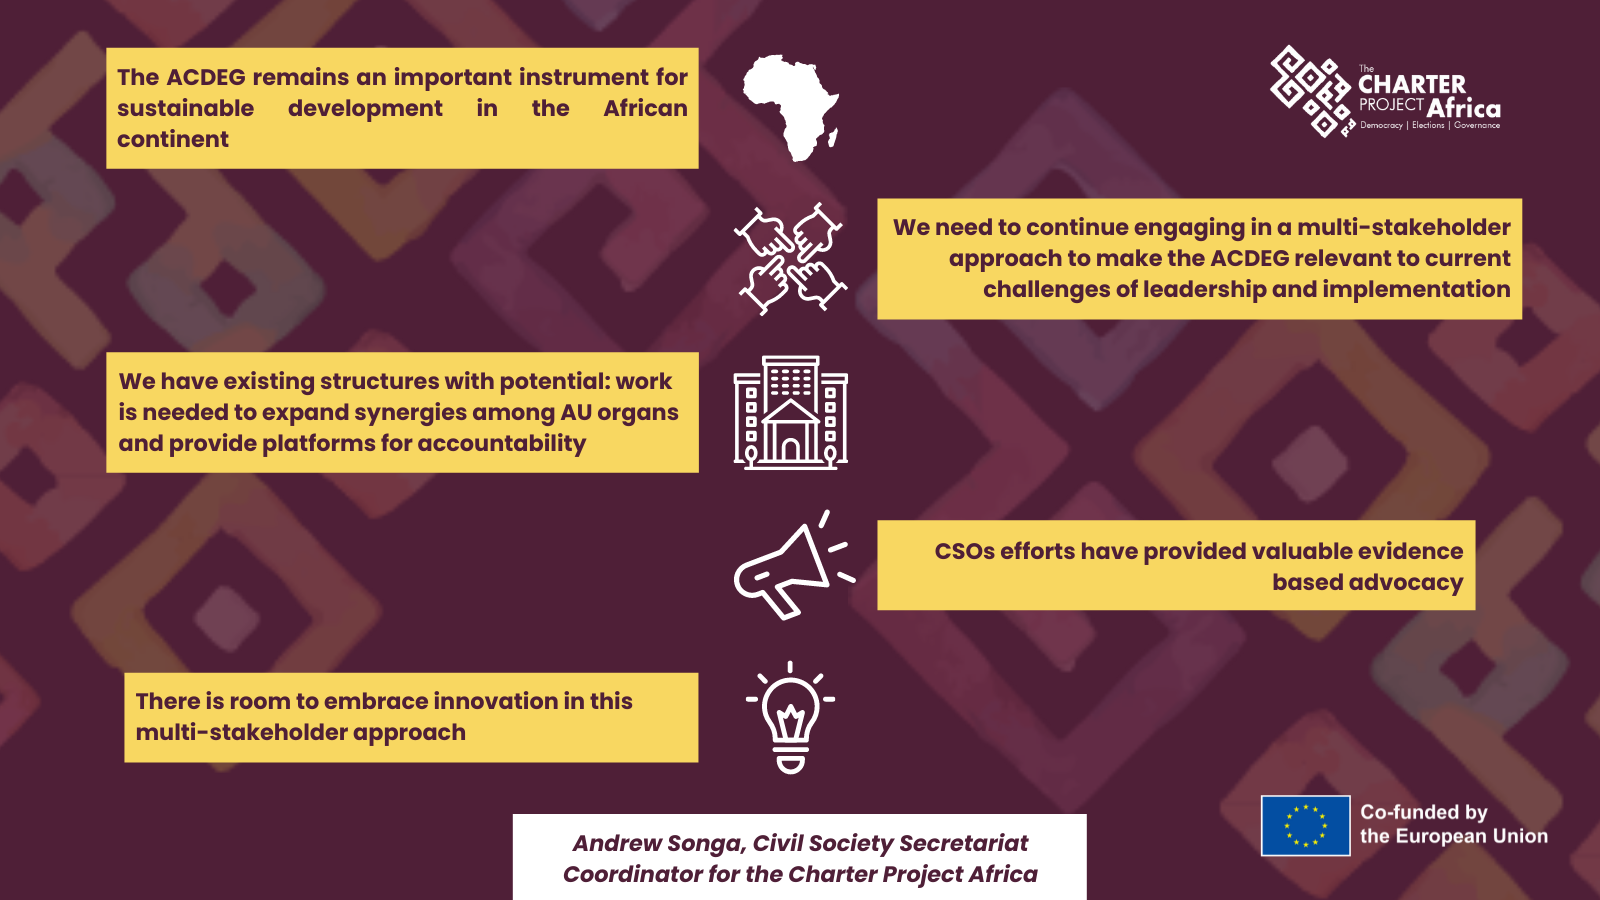 The ACDEG remains an important instrument for
sustainable development in the African
continent
The
CHARTER
PROJECT Africa
Democracy | Elections | Governance
We need to continue engaging in a multi-stakeholder
approach to make the ACDEG relevant to current
challenges of leadership and implementation
We have existing structures with potential: work
is needed to expand synergies among AU organs
and provide platforms for accountability
CSOs efforts have provided valuable evidence
based advocacy
There is room to embrace innovation in this
multi-stakeholder approach
Co-funded by
the European Union
Andrew Songa, Civil Society Secretariat
Coordinator for the Charter Project Africa